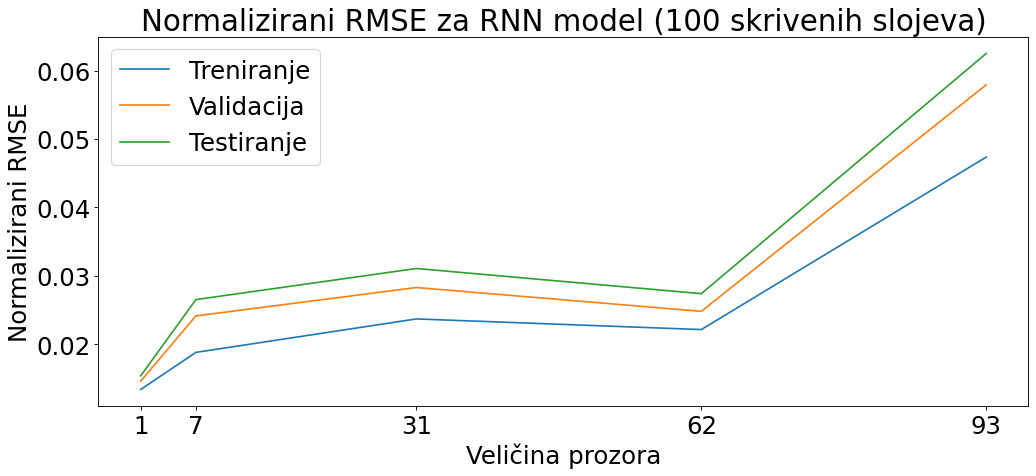 Normalizirani RMSE za RNN model (100 skrivenih slojeva)
Treniranje
Validacija
Testiranje
Normalizirani RMSE
0.06
0.05
0.04
0.03
0.02
1 7 31 62 93
Veličina prozora